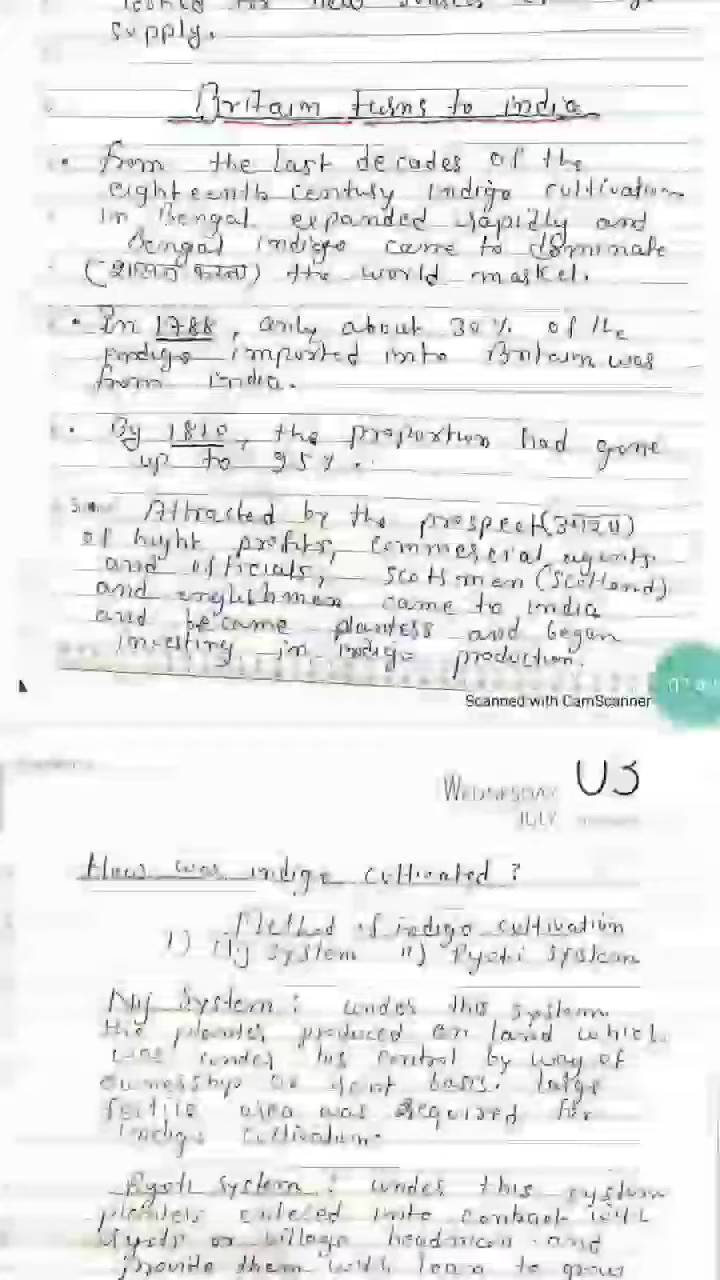 supply.
Britain turns to india
• from the last decades of the
eighteenth century indigo cultivation
in Bengal expanded rapidly and
Bengal indigo came to dominate
(शासित करना) the world market.
• In 1788, only about 30% of the
indigo imported into Britain was
from india.
• By 1810, the proportion had gone
up to 95%.
Attracted by the prospect
of hight profits, commercial agents
and officials, scotsmen (scotland)
and englishmen came to india
and became planters and began
investing in indigo production.
Scanned with CamScanner
WEDNESDAY 03
JULY
How was indigo cultivated ?
Method of indigo cultivation
1) Nij system ii) Ryoti system
Nij System : under this system
the planter produced on land which
was under his control by way of
ownership or rent basis. large
fertile area was required for
indigo cultivation.
Ryoti System : under this system
planters entered into contract with
ryots or village headmen and
provide them with loan to grow